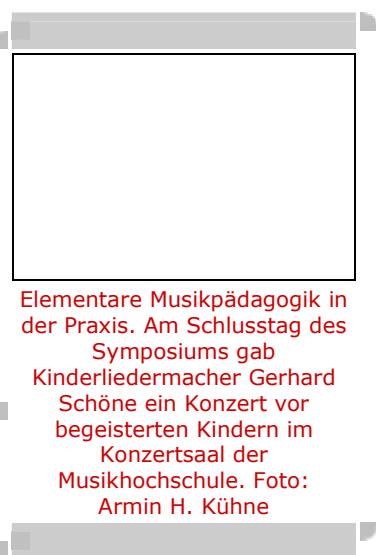 Elementare Musikpädagogik in
der Praxis. Am Schlusstag des
Symposiums gab
Kinderliedermacher Gerhard
Schöne ein Konzert vor
begeisterten Kindern im
Konzertsaal der
Musikhochschule. Foto:
Armin H. Kühne